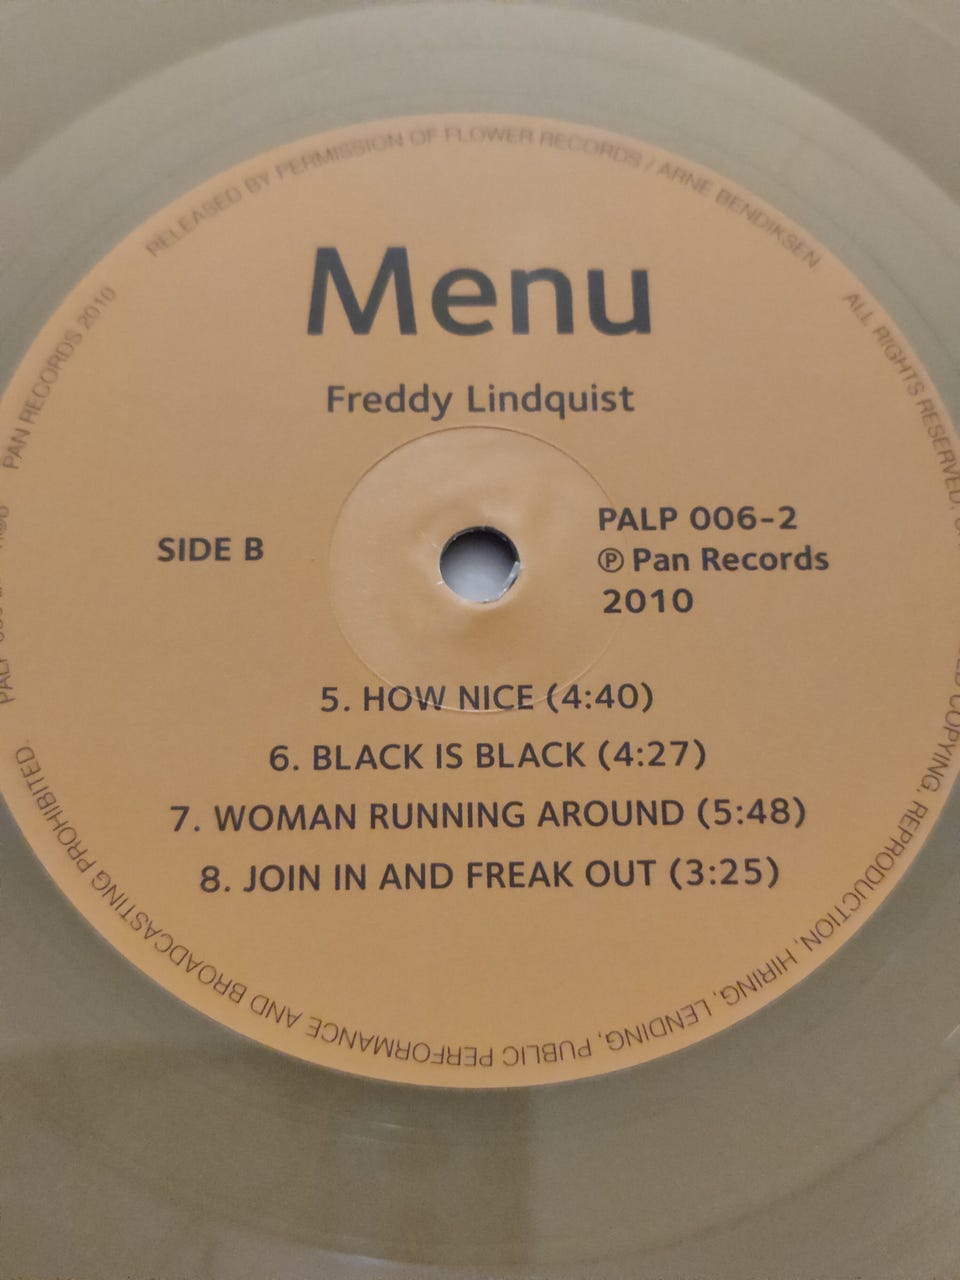 RELEASED BY PERMISSION OF FLOWER RECORDS / ARNE BENDIKSEN
Menu
Freddy Lindquist
SIDE B
PALP 006-2
℗ Pan Records
2010
5. HOW NICE (4:40)
6. BLACK IS BLACK (4:27)
7. WOMAN RUNNING AROUND (5:48)
8. JOIN IN AND FREAK OUT (3:25)
ALL RIGHTS RESERVED.
COPYING, REPRODUCTION, HIRING, LENDING, PUBLIC PERFORMANCE AND BROADCASTING PROHIBITED.
PALP
PAN RECORDS 2010